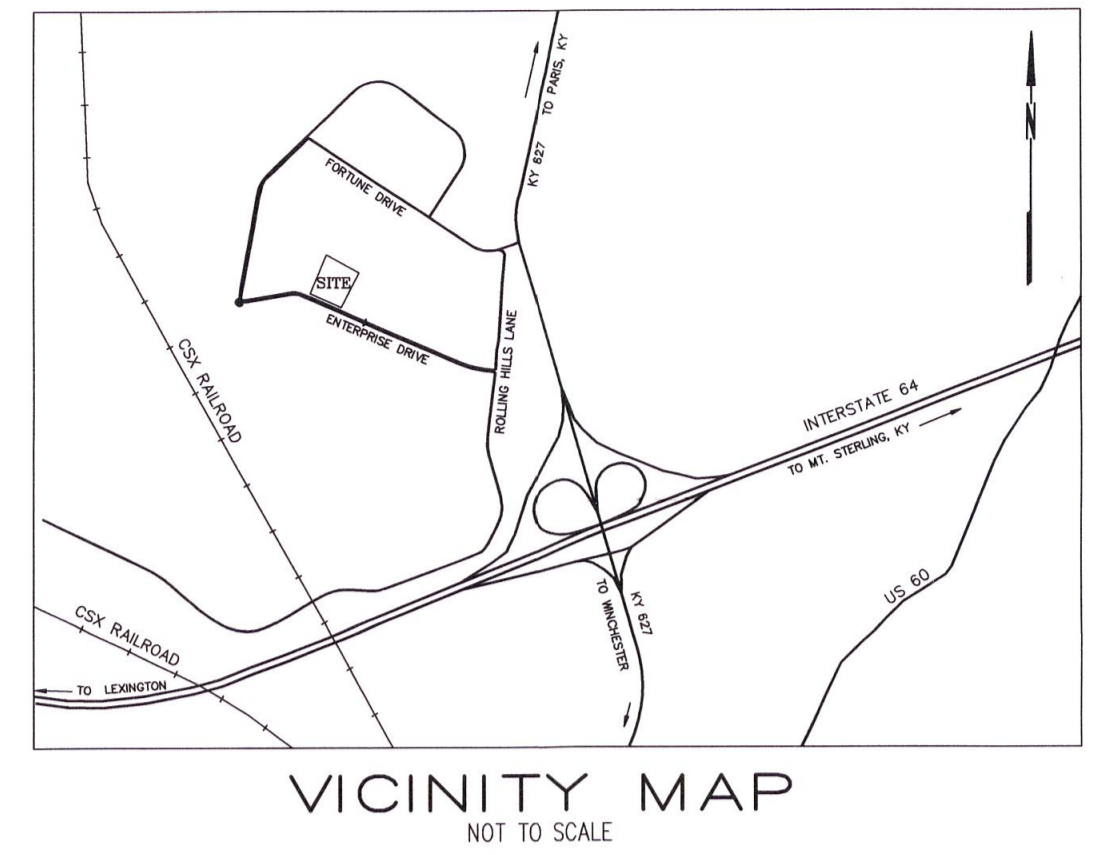 TO PARIS, KY
KY 627
N
FORTUNE DRIVE
SITE
ENTERPRISE DRIVE
ROLLING HILLS LANE
CSX RAILROAD
INTERSTATE 64
TO MT. STERLING, KY
US 60
KY 627
TO WINCHESTER
CSX RAILROAD
TO LEXINGTON
VICINITY MAP
NOT TO SCALE